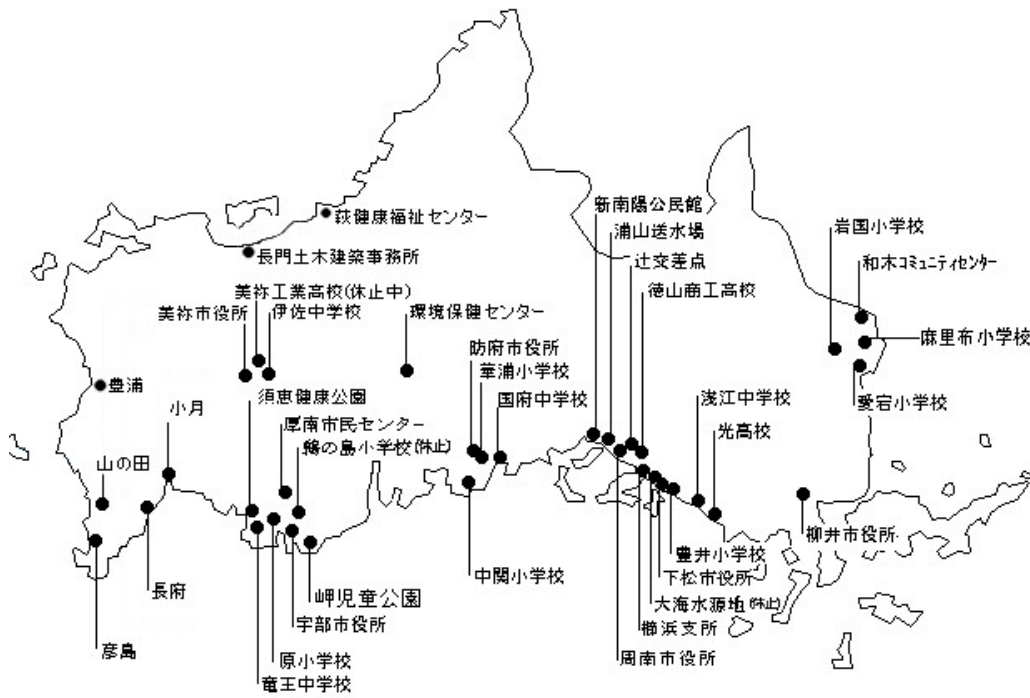 萩健康福祉センター
長門土木建築事務所
美祢工業高校(休止中)
美祢市役所
伊佐中学校
環境保健センター
豊浦
小月
山の田
長府
彦島
須恵健康公園
厚南市民センター
鵜の島小学校(休止)
岬児童公園
宇部市役所
原小学校
竜王中学校
防府市役所
華浦小学校
国府中学校
中関小学校
新南陽公民館
浦山送水場
辻交差点
徳山商工高校
浅江中学校
光高校
豊井小学校
下松市役所
大海水源地(休止)
櫛浜支所
周南市役所
柳井市役所
岩国小学校
和木コミュニティセンター
麻里布小学校
愛宕小学校